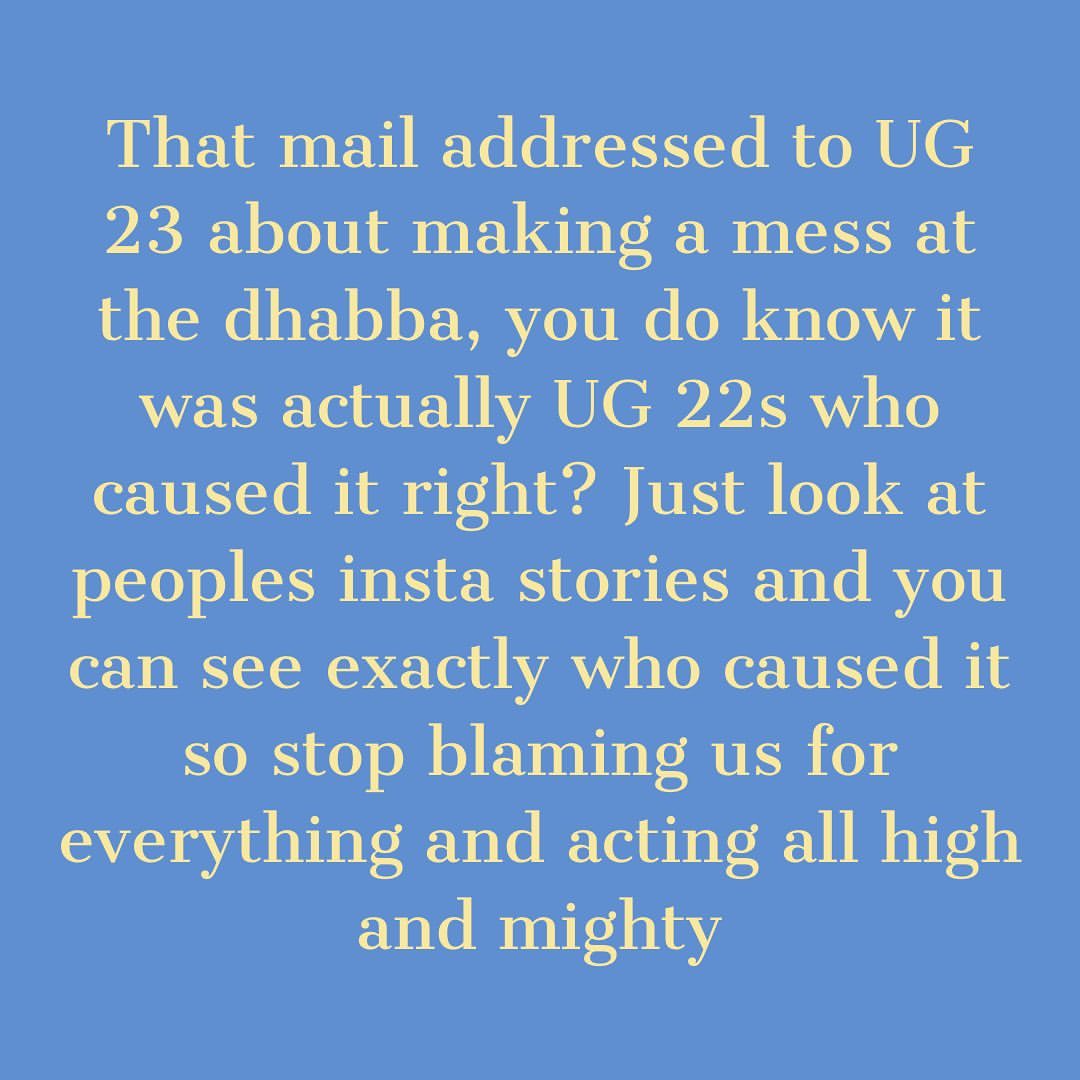 That mail addressed to UG
23 about making a mess at
the dhabba, you do know it
was actually UG 22s who
caused it right? Just look at
peoples insta stories and you
can see exactly who caused it
so stop blaming us for
everything and acting all high
and mighty